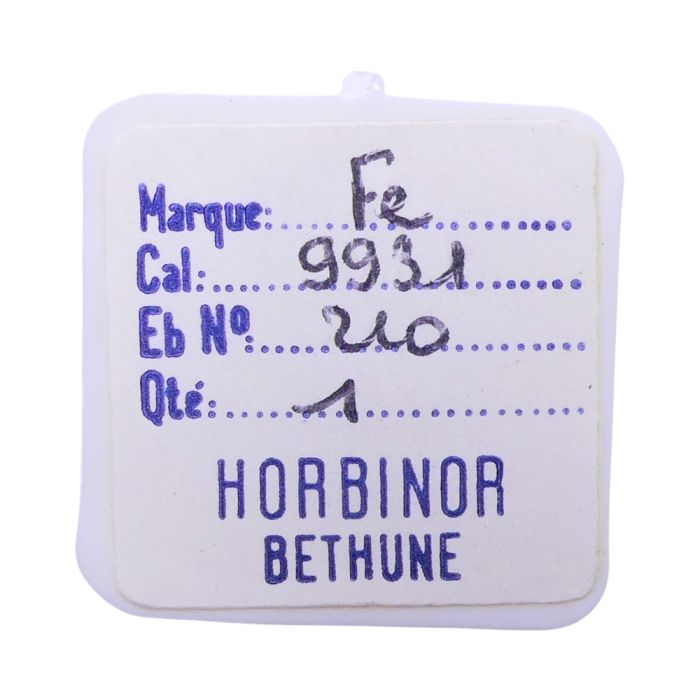 Marque: Fe
Cal: 9931
Eb Nº: 210
Qté: 1
HORBINOR
BETHUNE